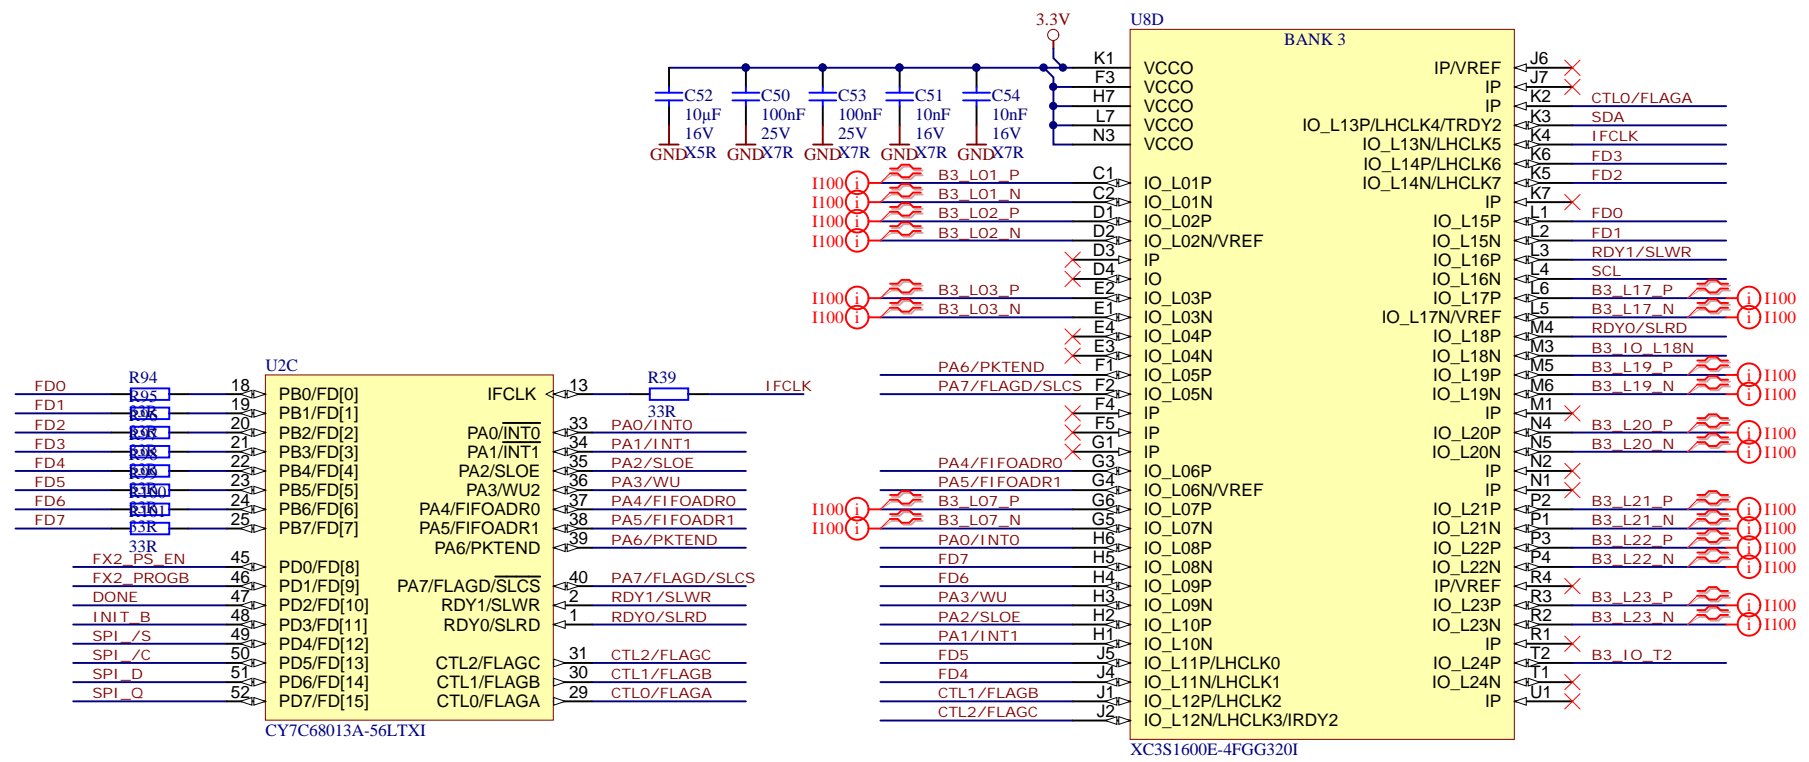 3.3V
U8D
BANK 3
K1 VCCO
F3 VCCO
H7 VCCO
L7 VCCO
N3 VCCO
C52 10µF 16V X5R GND
C50 100nF 25V X7R GND
C53 100nF 25V X7R GND
C51 10nF 16V X7R GND
C54 10nF 16V X7R GND
I100 i B3_L01_P C1 IO_L01P
I100 i B3_L01_N C2 IO_L01N
I100 i B3_L02_P D1 IO_L02P
I100 i B3_L02_N D2 IO_L02N/VREF
D3 IP
D4 IO
I100 i B3_L03_P E2 IO_L03P
I100 i B3_L03_N E1 IO_L03N
E4 IO_L04P
E3 IO_L04N
PA6/PKTEND F1 IO_L05P
PA7/FLAGD/SLCS F2 IO_L05N
F4 IP
F5 IP
G1 IP
PA4/FIFOADR0 G3 IO_L06P
PA5/FIFOADR1 G4 IO_L06N/VREF
I100 i B3_L07_P G6 IO_L07P
I100 i B3_L07_N G5 IO_L07N
PA0/INT0 H6 IO_L08P
FD7 H5 IO_L08N
FD6 H4 IO_L09P
PA3/WU H3 IO_L09N
PA2/SLOE H2 IO_L10P
PA1/INT1 H1 IO_L10N
FD5 J5 IO_L11P/LHCLK0
FD4 J4 IO_L11N/LHCLK1
CTL1/FLAGB J1 IO_L12P/LHCLK2
CTL2/FLAGC J2 IO_L12N/LHCLK3/IRDY2
IP/VREF J6
IP J7
IP K2 CTL0/FLAGA
IO_L13P/LHCLK4/TRDY2 K3 SDA
IO_L13N/LHCLK5 K4 IFCLK
IO_L14P/LHCLK6 K6 FD3
IO_L14N/LHCLK7 K5 FD2
IP K7
IO_L15P L1 FD0
IO_L15N L2 FD1
IO_L16P L3 RDY1/SLWR
IO_L16N L4 SCL
IO_L17P L6 B3_L17_P i I100
IO_L17N/VREF L5 B3_L17_N i I100
IO_L18P M4 RDY0/SLRD
IO_L18N M3 B3_IO_L18N
IO_L19P M5 B3_L19_P i I100
IO_L19N M6 B3_L19_N i I100
IP M1
IO_L20P N4 B3_L20_P i I100
IO_L20N N5 B3_L20_N i I100
IP N2
IP N1
IO_L21P P2 B3_L21_P i I100
IO_L21N P1 B3_L21_N i I100
IO_L22P P3 B3_L22_P i I100
IO_L22N P4 B3_L22_N i I100
IP/VREF R4
IO_L23P R3 B3_L23_P i I100
IO_L23N R2 B3_L23_N i I100
IP R1
IO_L24P T2 B3_IO_T2
IO_L24N T1
IP U1
XC3S1600E-4FGG320I
U2C
FD0 R94 18 PB0/FD[0]
FD1 R95 19 PB1/FD[1]
FD2 20 PB2/FD[2]
FD3 21 PB3/FD[3]
FD4 22 PB4/FD[4]
FD5 23 PB5/FD[5]
FD6 24 PB6/FD[6]
FD7 25 PB7/FD[7]
33R
FX2_PS_EN 45 PD0/FD[8]
FX2_PROGB 46 PD1/FD[9]
DONE 47 PD2/FD[10]
INIT_B 48 PD3/FD[11]
SPI_/S 49 PD4/FD[12]
SPI_/C 50 PD5/FD[13]
SPI_D 51 PD6/FD[14]
SPI_Q 52 PD7/FD[15]
IFCLK 13 R39 33R IFCLK
PA0/INT0 33 PA0/INT0
PA1/INT1 34 PA1/INT1
PA2/SLOE 35 PA2/SLOE
PA3/WU2 36 PA3/WU
PA4/FIFOADR0 37 PA4/FIFOADR0
PA5/FIFOADR1 38 PA5/FIFOADR1
PA6/PKTEND 39 PA6/PKTEND
PA7/FLAGD/SLCS 40 PA7/FLAGD/SLCS
RDY1/SLWR 2 RDY1/SLWR
RDY0/SLRD 1 RDY0/SLRD
CTL2/FLAGC 31 CTL2/FLAGC
CTL1/FLAGB 30 CTL1/FLAGB
CTL0/FLAGA 29 CTL0/FLAGA
CY7C68013A-56LTXI